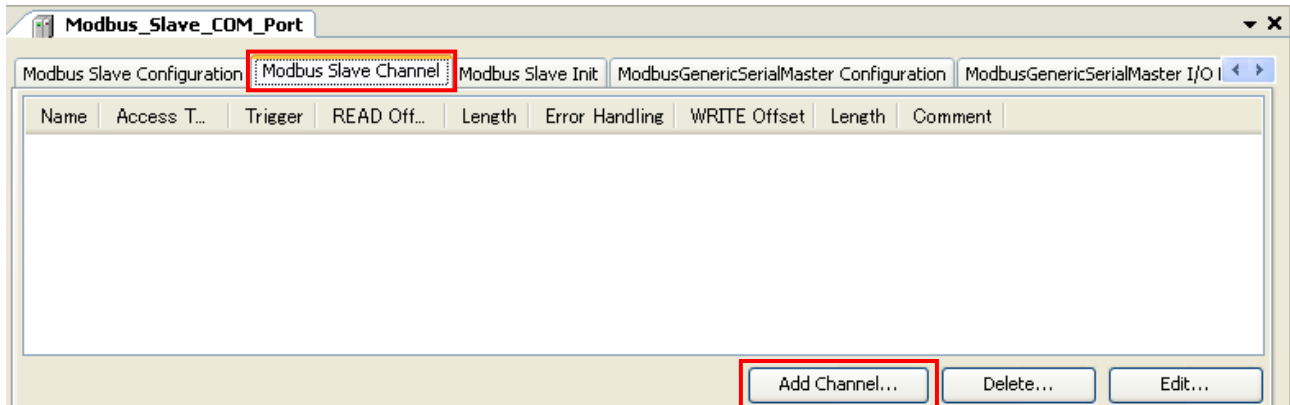 Modbus_Slave_COM_Port
Modbus Slave Configuration Modbus Slave Channel Modbus Slave Init ModbusGenericSerialMaster Configuration ModbusGenericSerialMaster I/O
Name Access T... Trigger READ Off... Length Error Handling WRITE Offset Length Comment
Add Channel... Delete... Edit...